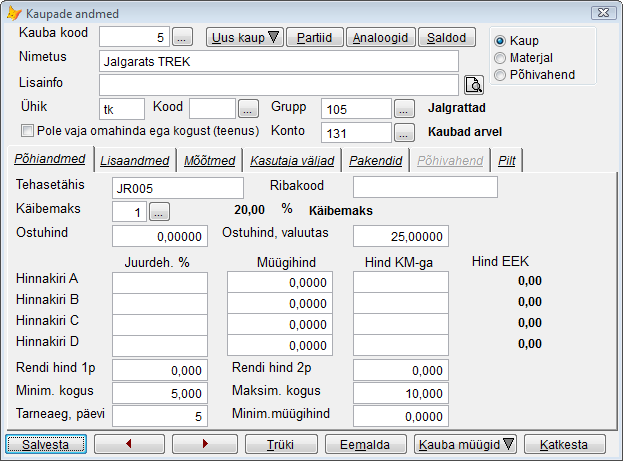 Kaupade andmed
Kauba kood 5 ... Uus kaup Partiid Analoogid Saldod Kaup
Nimetus Jalgarats TREK Materjal
Lisainfo Põhivahend
Ühik tk Kood ... Grupp 105 ... Jalgrattad
Pole vaja omahinda ega kogust (teenus) Konto 131 ... Kaubad arvel
Põhiandmed Lisaandmed Mõõtmed Kasutaja väljad Pakendid Põhivahend Pilt
Tehasetähis JR005 Ribakood
Käibemaks 1 ... 20,00 % Käibemaks
Ostuhind 0,00000 Ostuhind, valuutas 25,00000
Juurdeh. % Müügihind Hind KM-ga Hind EEK
Hinnakiri A 0,0000 0,00
Hinnakiri B 0,0000 0,00
Hinnakiri C 0,0000 0,00
Hinnakiri D 0,0000 0,00
Rendi hind 1p 0,000 Rendi hind 2p 0,000
Minim. kogus 5,000 Maksim. kogus 10,000
Tarneaeg, päevi 5 Minim.müügihind 0,0000
Salvesta Trüki Eemalda Kauba müügid Katkesta